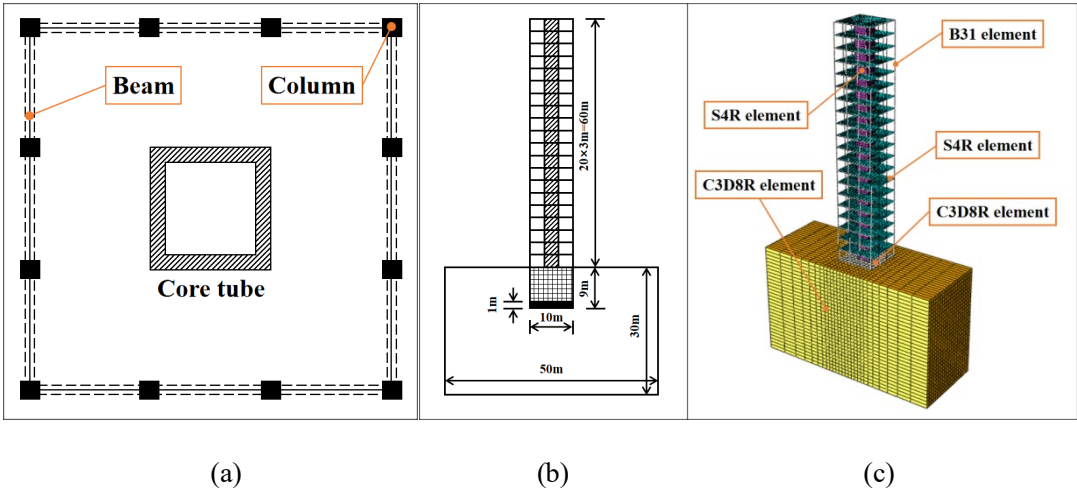 Beam
Column
Core tube
20×3m=60m
9m
1m
10m
30m
50m
B31 element
S4R element
S4R element
C3D8R element
C3D8R element
(a)
(b)
(c)